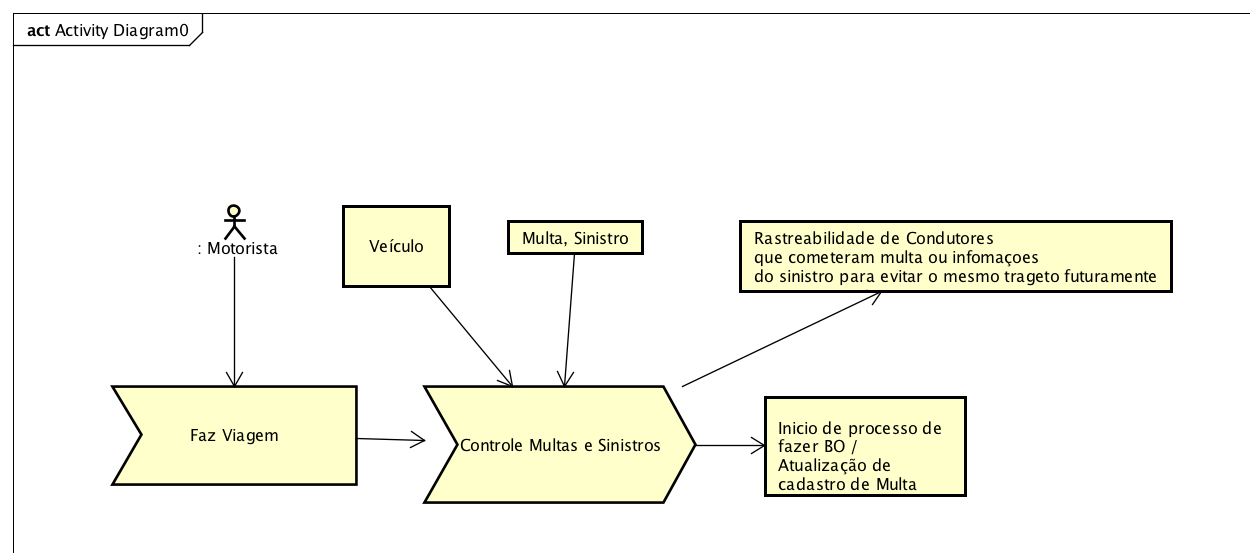 act Activity Diagram0
: Motorista
Veículo
Multa, Sinistro
Rastreabilidade de Condutores
que cometeram multa ou infomaçoes
do sinistro para evitar o mesmo trageto futuramente
Faz Viagem
Controle Multas e Sinistros
Inicio de processo de
fazer BO /
Atualização de
cadastro de Multa